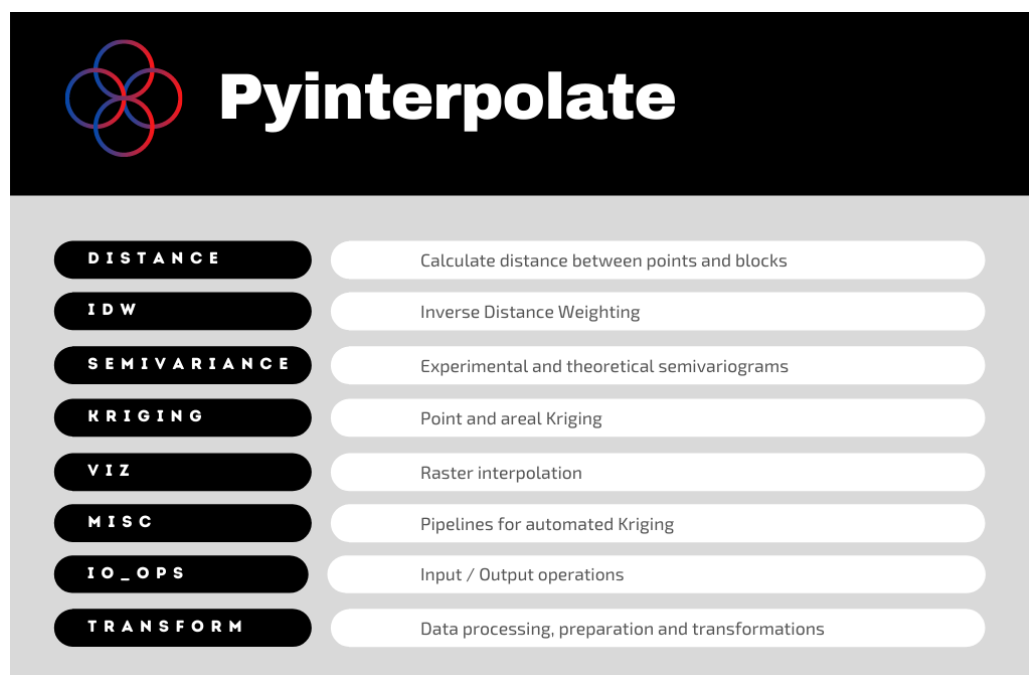 Pyinterpolate
DISTANCE Calculate distance between points and blocks
IDW Inverse Distance Weighting
SEMIVARIANCE Experimental and theoretical semivariograms
KRIGING Point and areal Kriging
VIZ Raster interpolation
MISC Pipelines for automated Kriging
IO_OPS Input / Output operations
TRANSFORM Data processing, preparation and transformations